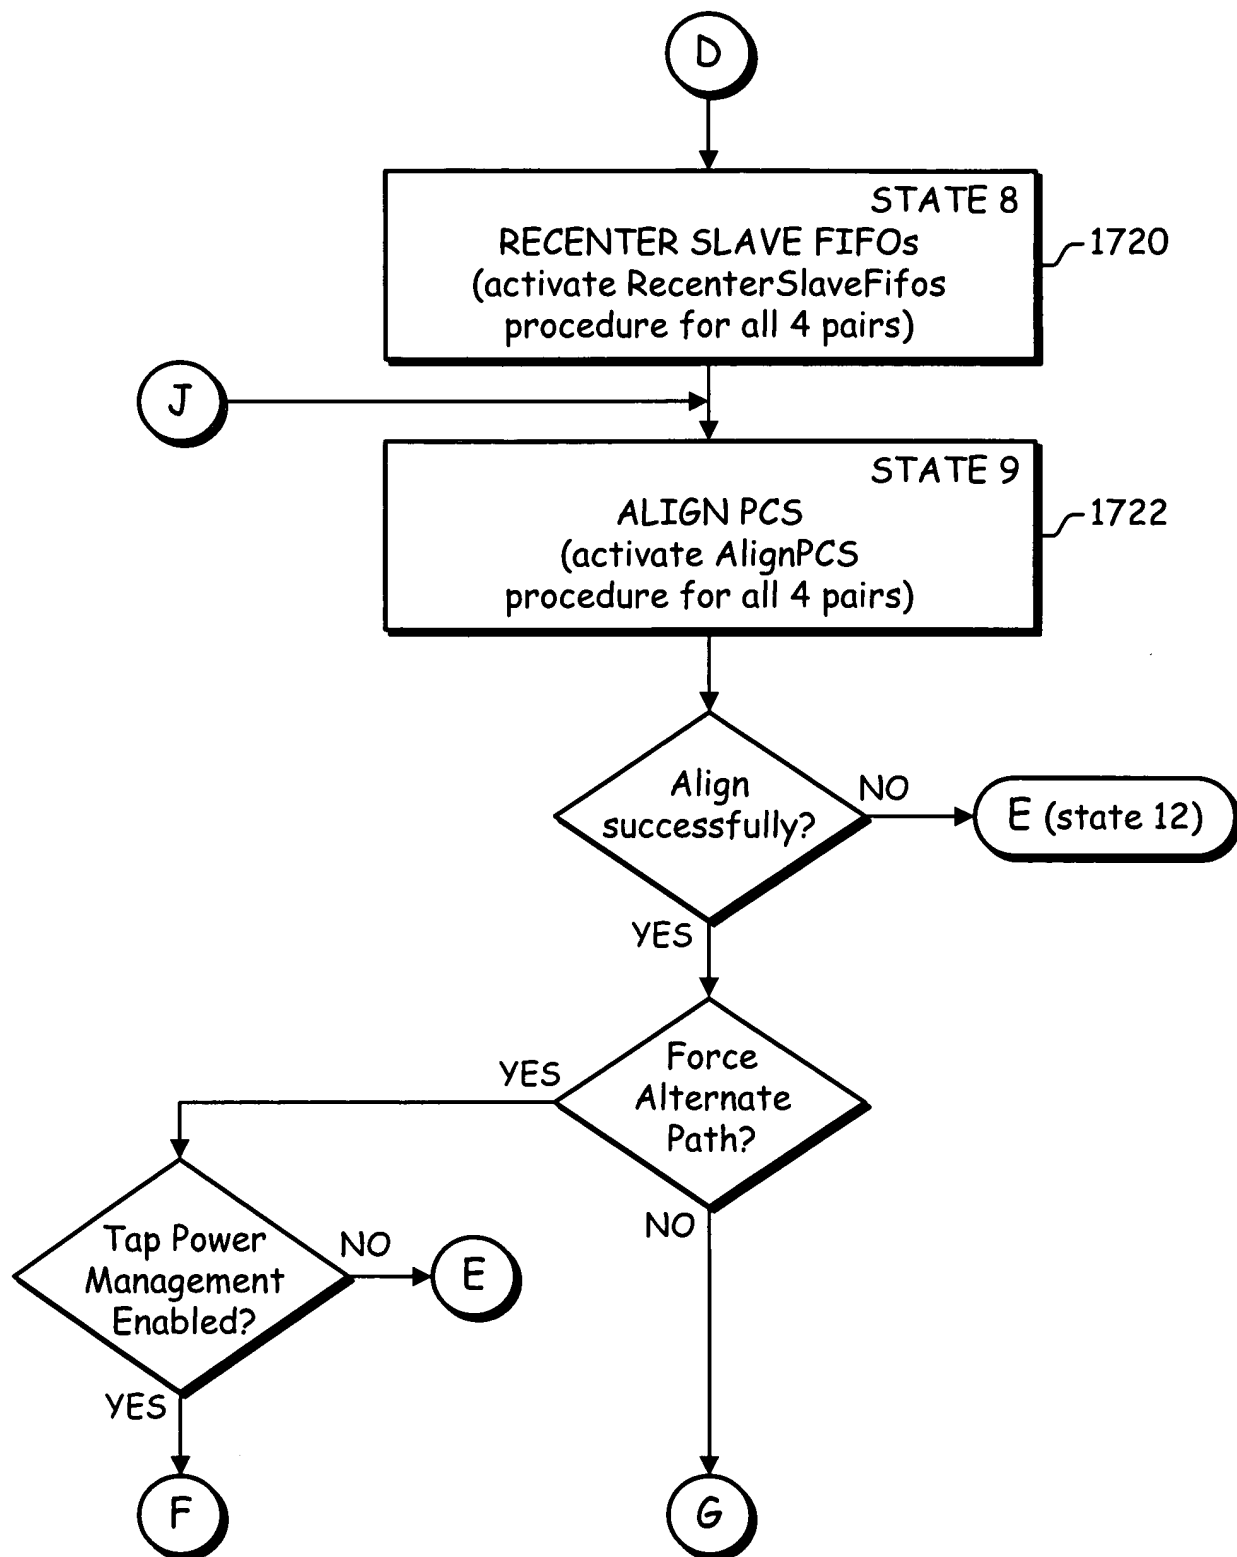 D
STATE 8
RECENTER SLAVE FIFOs
(activate RecenterSlaveFifos
procedure for all 4 pairs)
1720
J
STATE 9
ALIGN PCS
(activate AlignPCS
procedure for all 4 pairs)
1722
Align
successfully?
NO
E (state 12)
YES
Force
Alternate
Path?
YES
NO
Tap Power
Management
Enabled?
NO
E
YES
F
G